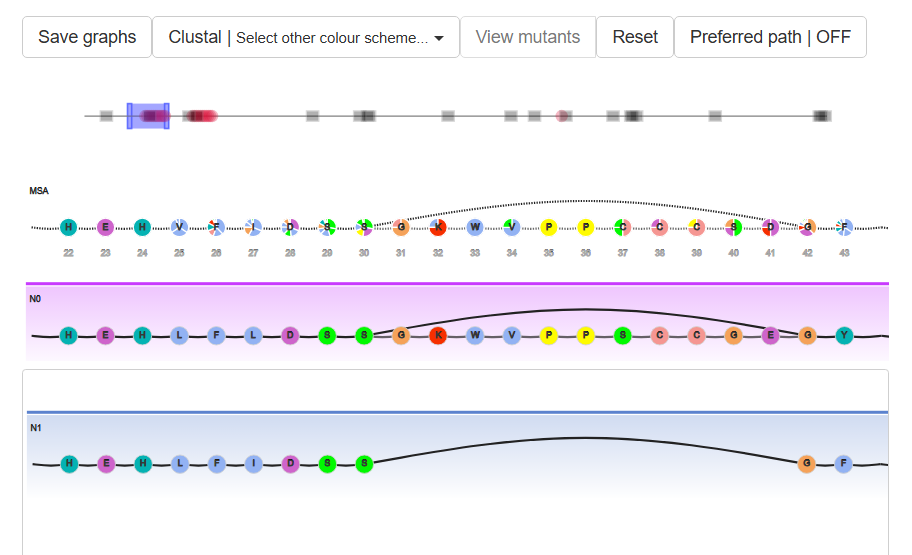 Save graphs Clustal | Select other colour scheme... View mutants Reset Preferred path | OFF
MSA
H E H V F L D S S G K W V P P C C C S D G F
22 23 24 25 26 27 28 29 30 31 32 33 34 35 36 37 38 39 40 41 42 43
N0
H E H L F L D S S G K W V P P S C C G E G Y
N1
H E H L F I D S S G F